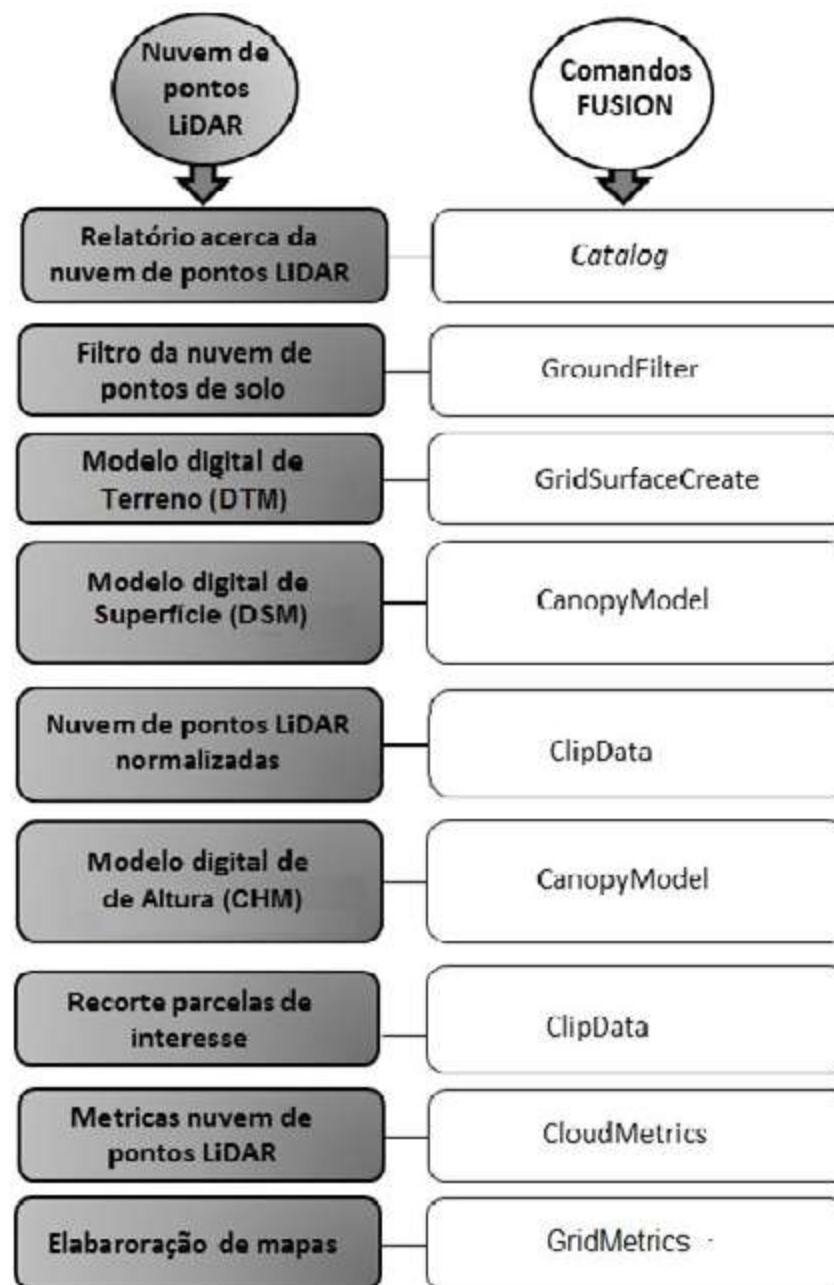 Nuvem de
pontos
LiDAR
Comandos
FUSION
Relatório acerca da
nuvem de pontos LIDAR
Catalog
Filtro da nuvem de
pontos de solo
GroundFilter
Modelo digital de
Terreno (DTM)
GridSurfaceCreate
Modelo digital de
Superfície (DSM)
CanopyModel
Nuvem de pontos LiDAR
normalizadas
ClipData
Modelo digital de
de Altura (CHM)
CanopyModel
Recorte parcelas de
interesse
ClipData
Metricas nuvem de
pontos LiDAR
CloudMetrics
Elabaroração de mapas
GridMetrics